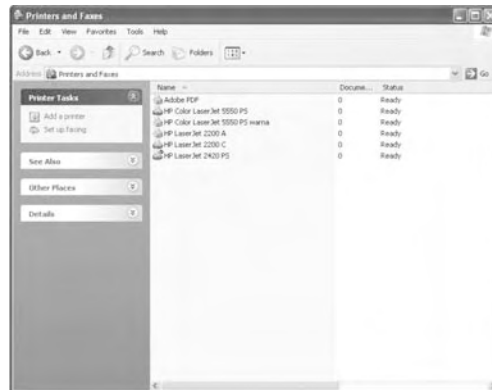 Printers and Faxes
File Edit View Favorites Tools Help
Back Search Folders
Address Printers and Faxes Go
Printer Tasks
Add a printer
Set up faxing
See Also
Other Places
Details
Name Docume... Status
Adobe PDF 0 Ready
HP Color LaserJet 5550 PS 0 Ready
HP Color LaserJet 5550 PS warna 0 Ready
HP LaserJet 2200 A 0 Ready
HP LaserJet 2200 C 0 Ready
HP LaserJet 2420 PS 0 Ready